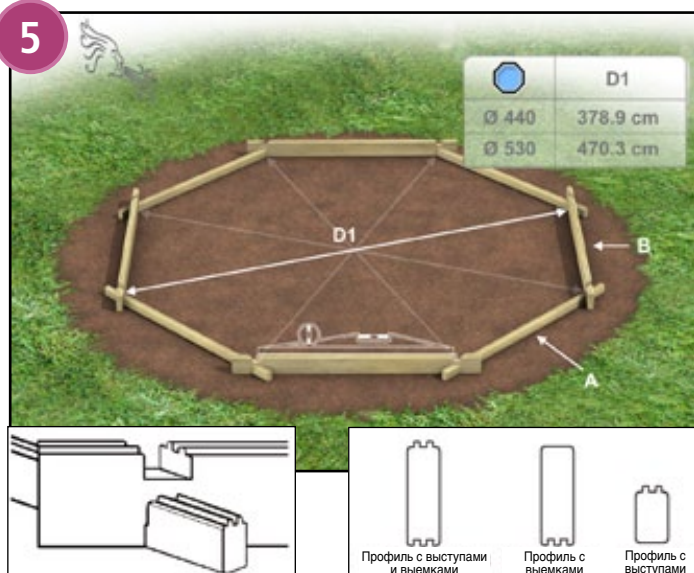 5
D1
Ø 440 378.9 cm
Ø 530 470.3 cm
D1
B
A
Профиль с выступами
и выемками
Профиль с
выемками
Профиль с
выступами